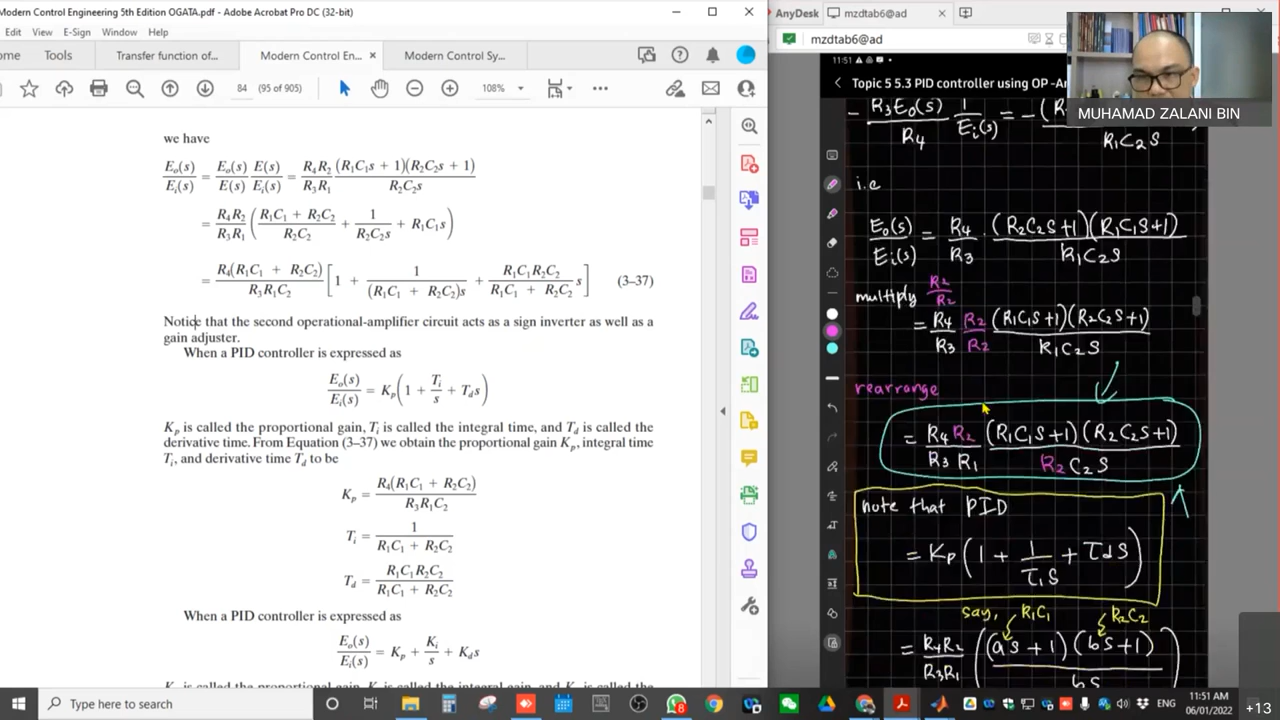 Modern Control Engineering 5th Edition OGATA.pdf - Adobe Acrobat Pro DC (32-bit)
Edit View E-Sign Window Help
ome Tools Transfer function of... Modern Control En... × Modern Control Sy...
84 (95 of 905) 108%
we have
Eo(s)/Ei(s) = Eo(s)/E(s) E(s)/Ei(s) = R4R2/R3R1 (R1C1s + 1)(R2C2s + 1)/R2C2s
= R4R2/R3R1 (R1C1 + R2C2/R2C2 + 1/R2C2s + R1C1s)
= R4(R1C1 + R2C2)/R3R1C2 [1 + 1/(R1C1 + R2C2)s + R1C1R2C2/R1C1 + R2C2 s] (3–37)
Notice that the second operational-amplifier circuit acts as a sign inverter as well as a
gain adjuster.
When a PID controller is expressed as
Eo(s)/Ei(s) = Kp(1 + Ti/s + Tds)
Kp is called the proportional gain, Ti is called the integral time, and Td is called the
derivative time. From Equation (3–37) we obtain the proportional gain Kp, integral time
Ti, and derivative time Td to be
Kp = R4(R1C1 + R2C2)/R3R1C2
Ti = 1/R1C1 + R2C2
Td = R1C1R2C2/R1C1 + R2C2
When a PID controller is expressed as
Eo(s)/Ei(s) = Kp + Ki/s + Kds
AnyDesk mzdtab6@ad
mzdtab6@ad
11:51
Topic 5 5.3 PID controller using OP -Am
MUHAMAD ZALANI BIN
- R3Eo(s)/R4 1/Ei(s) = -(R /R1C2S
i.e
Eo(s)/Ei(s) = R4/R3 . (R2C2S+1)(R1C1S+1)/R1C2S
multiply R2/R2
= R4/R3 R2/R2 (R1C1S+1)(R2C2S+1)/R1C2S
rearrange
= R4R2/R3R1 (R1C1S+1)(R2C2S+1)/R2C2S
note that PID
= Kp(1 + 1/τiS + τdS)
say, R1C1 R2C2
= R4R2/R3R1 ((as+1)(bs+1)/bs)
Type here to search
8
ENG
11:51 AM
06/01/2022
+13